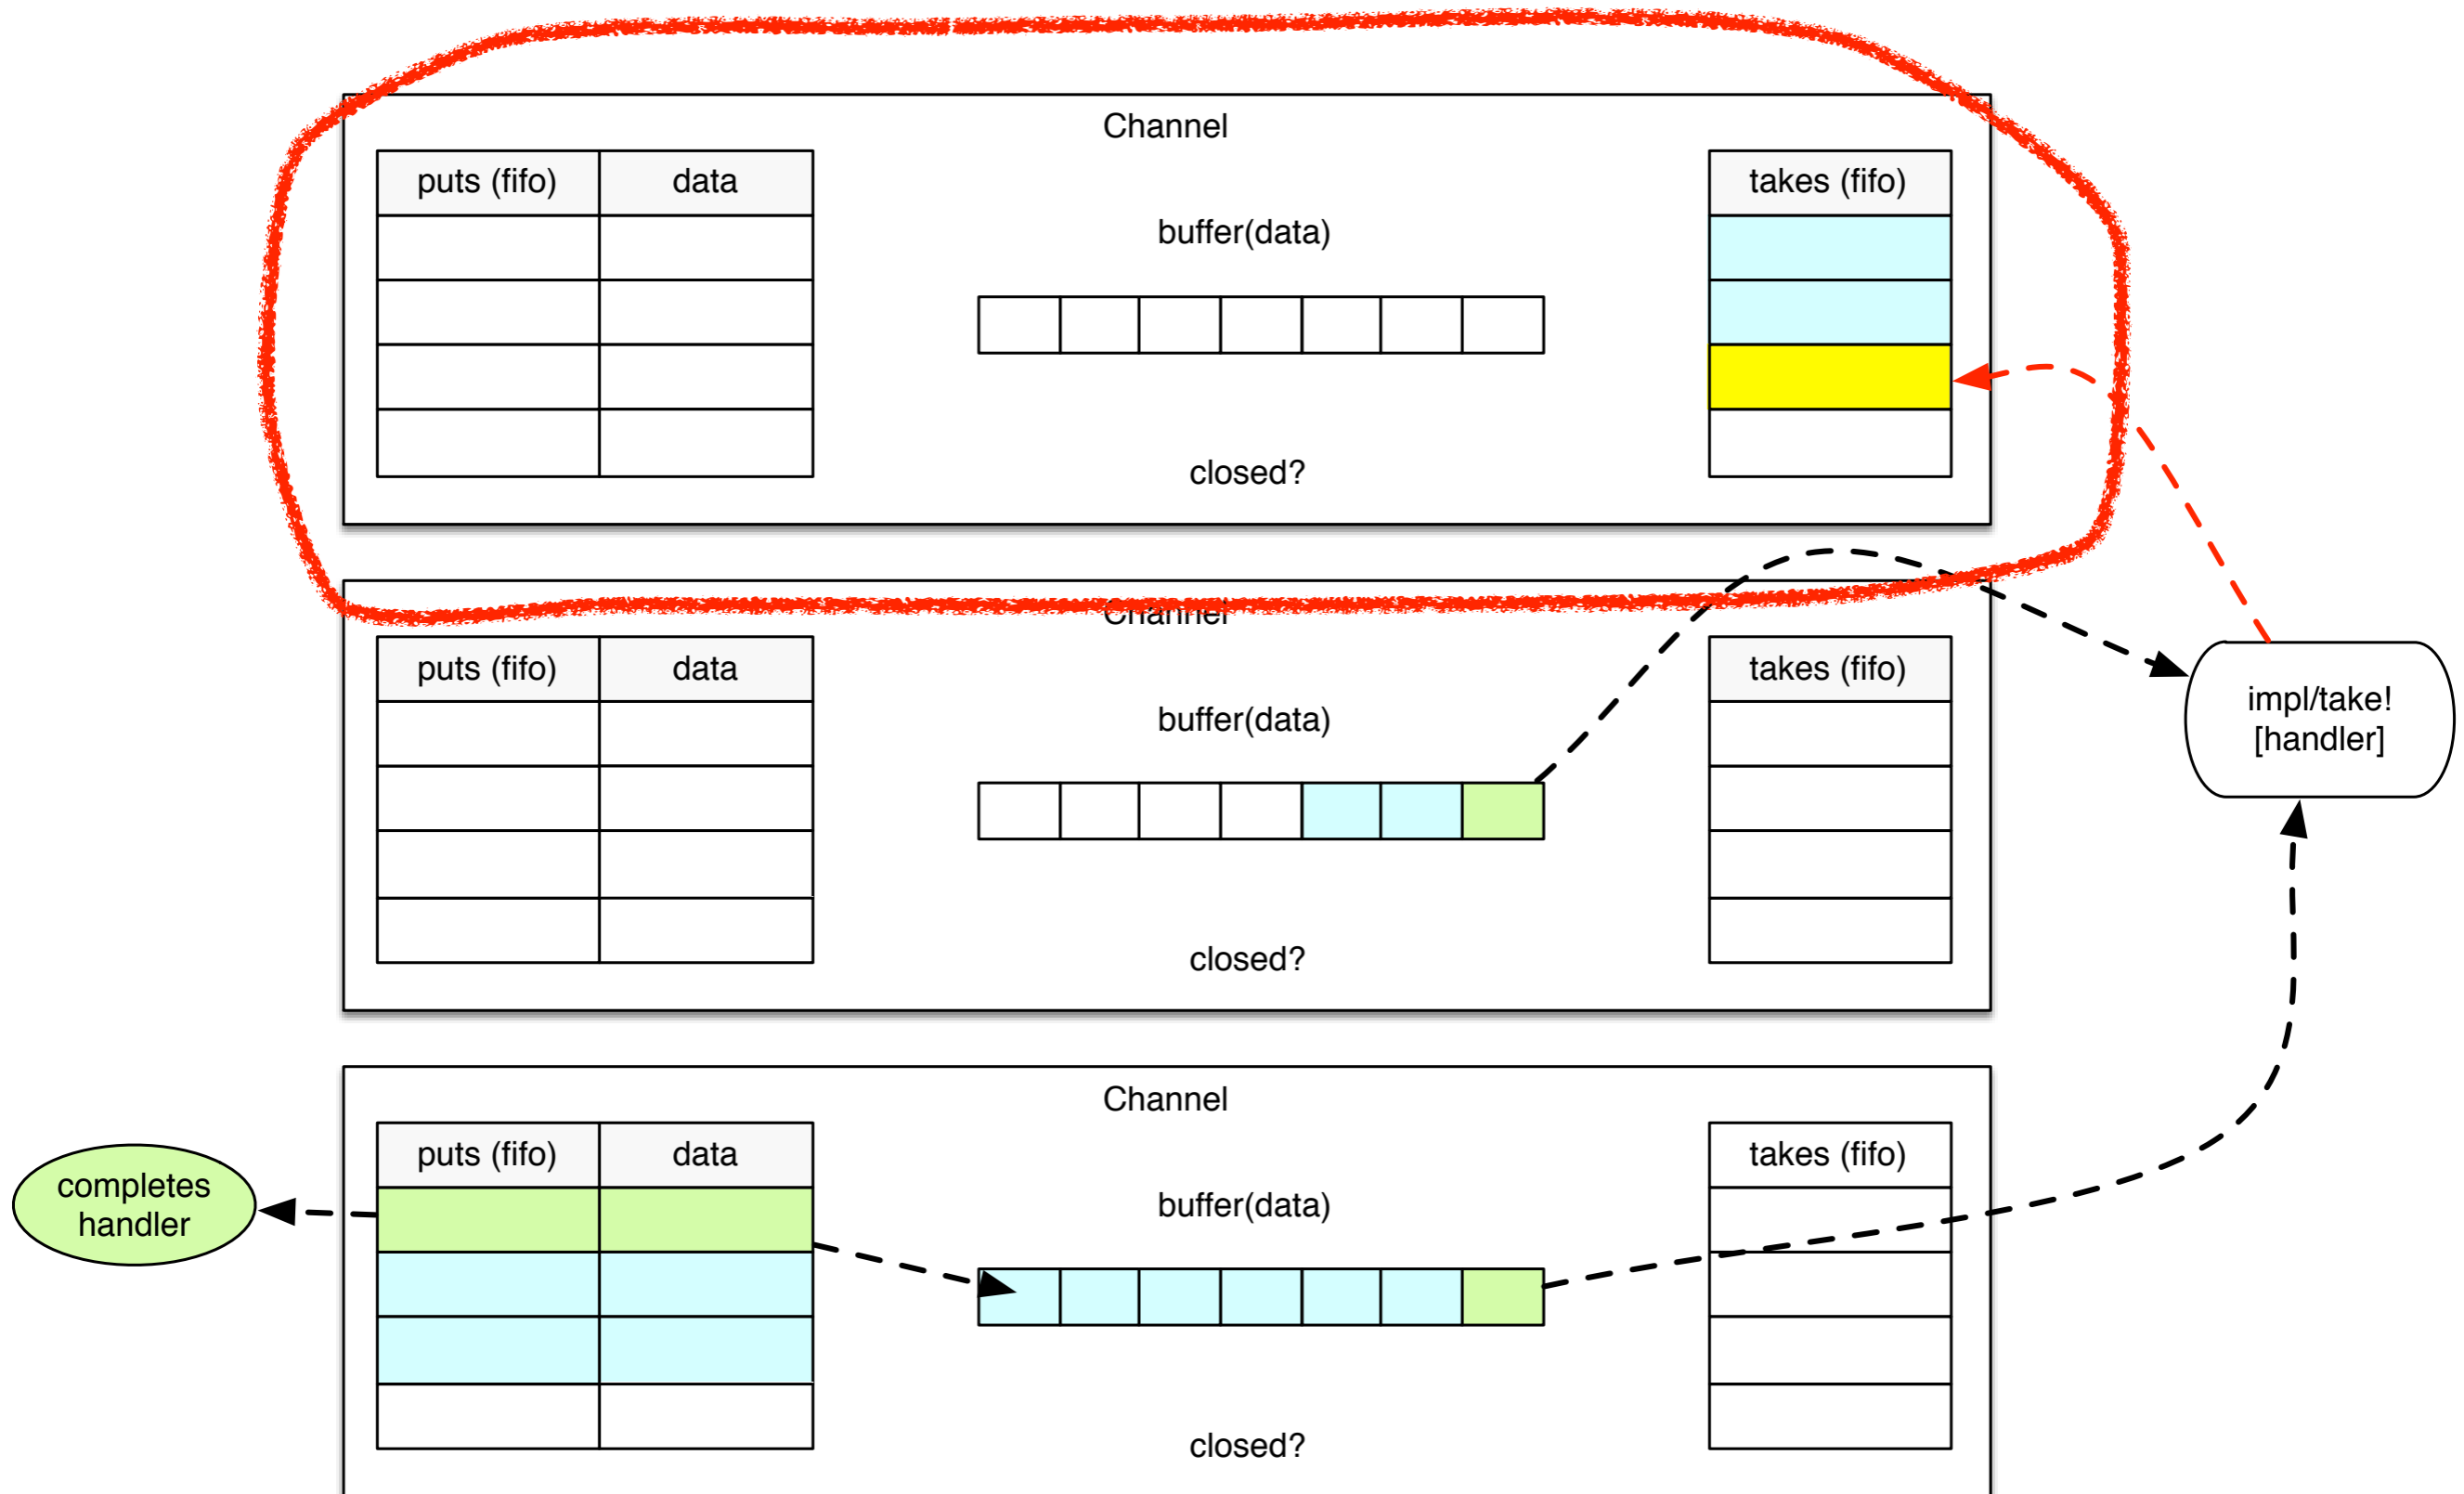 Channel
puts (fifo) data
takes (fifo)
buffer(data)
closed?
Channel
puts (fifo) data
takes (fifo)
buffer(data)
impl/take!
[handler]
closed?
Channel
puts (fifo) data
takes (fifo)
completes
handler
buffer(data)
closed?